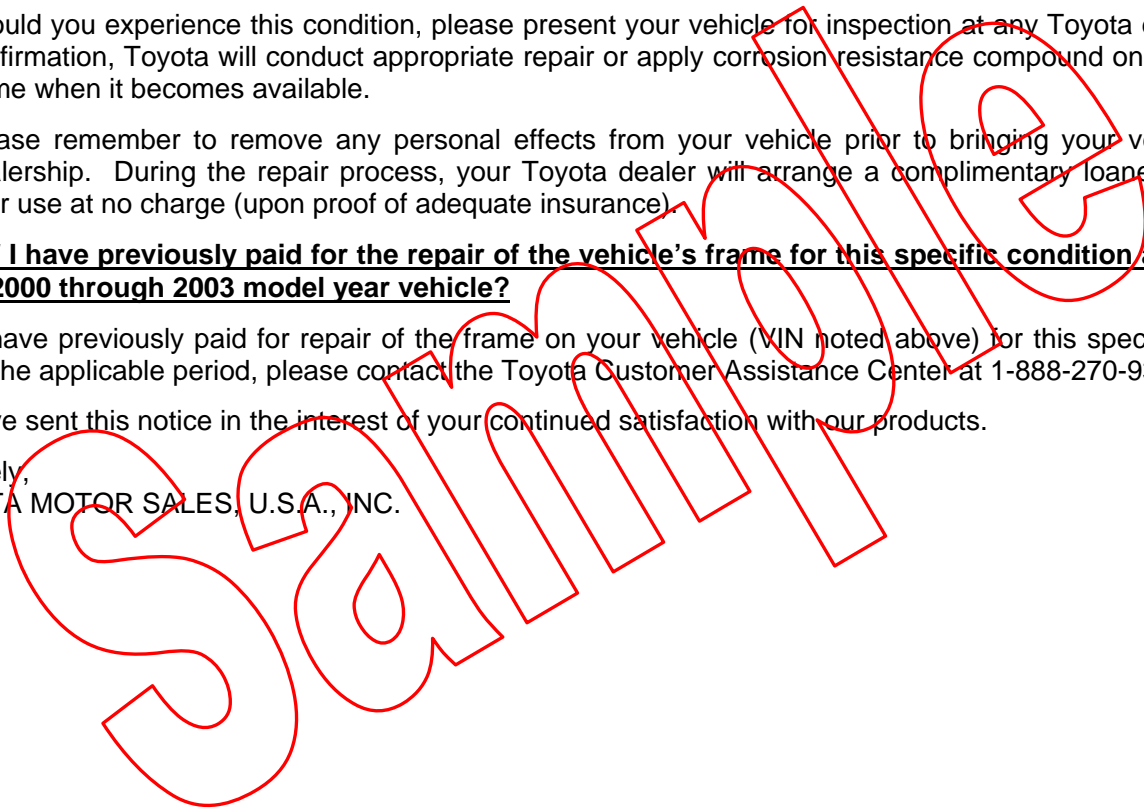 ould you experience this condition, please present your vehicle for inspection at any Toyota
firmation, Toyota will conduct appropriate repair or apply corrosion resistance compound on
me when it becomes available.
ase remember to remove any personal effects from your vehicle prior to bringing your
lership. During the repair process, your Toyota dealer will arrange a complimentary loane
r use at no charge (upon proof of adequate insurance).
I have previously paid for the repair of the vehicle's frame for this specific condition
2000 through 2003 model year vehicle?
have previously paid for repair of the frame on your vehicle (VIN noted above) for this spec
he applicable period, please contact the Toyota Customer Assistance Center at 1-888-270-9
ve sent this notice in the interest of your continued satisfaction with our products.
ely,
TA MOTOR SALES, U.S.A., INC.
Sample